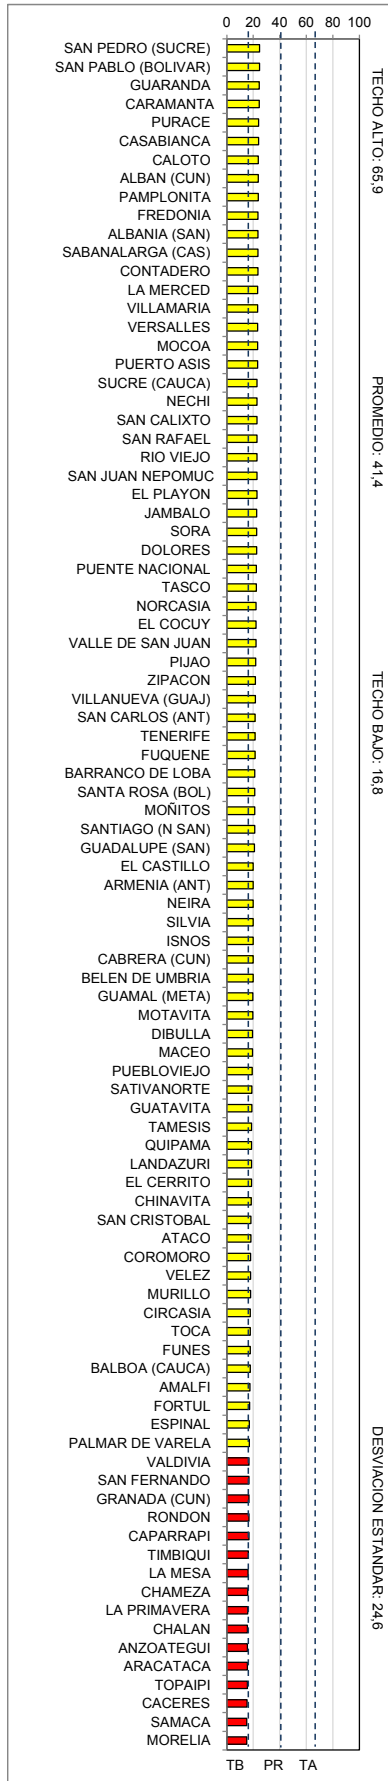 0 20 40 60 80 100
SAN PEDRO (SUCRE)
SAN PABLO (BOLIVAR)
GUARANDA
CARAMANTA
PURACE
CASABIANCA
CALOTO
ALBAN (CUN)
PAMPLONITA
FREDONIA
ALBANIA (SAN)
SABANALARGA (CAS)
CONTADERO
LA MERCED
VILLAMARIA
VERSALLES
MOCOA
PUERTO ASIS
SUCRE (CAUCA)
NECHI
SAN CALIXTO
SAN RAFAEL
RIO VIEJO
SAN JUAN NEPOMUC
EL PLAYON
JAMBALO
SORA
DOLORES
PUENTE NACIONAL
TASCO
NORCASIA
EL COCUY
VALLE DE SAN JUAN
PIJAO
ZIPACON
VILLANUEVA (GUAJ)
SAN CARLOS (ANT)
TENERIFE
FUQUENE
BARRANCO DE LOBA
SANTA ROSA (BOL)
MOÑITOS
SANTIAGO (N SAN)
GUADALUPE (SAN)
EL CASTILLO
ARMENIA (ANT)
NEIRA
SILVIA
ISNOS
CABRERA (CUN)
BELEN DE UMBRIA
GUAMAL (META)
MOTAVITA
DIBULLA
MACEO
PUEBLOVIEJO
SATIVANORTE
GUATAVITA
TAMESIS
QUIPAMA
LANDAZURI
EL CERRITO
CHINAVITA
SAN CRISTOBAL
ATACO
COROMORO
VELEZ
MURILLO
CIRCASIA
TOCA
FUNES
BALBOA (CAUCA)
AMALFI
FORTUL
ESPINAL
PALMAR DE VARELA
VALDIVIA
SAN FERNANDO
GRANADA (CUN)
RONDON
CAPARRAPI
TIMBIQUI
LA MESA
CHAMEZA
LA PRIMAVERA
CHALAN
ANZOATEGUI
ARACATACA
TOPAIPI
CACERES
SAMACA
MORELIA
TB PR TA
TECHO ALTO: 65,9
PROMEDIO: 41,4
TECHO BAJO: 16,8
DESVIACION ESTANDAR: 24,6